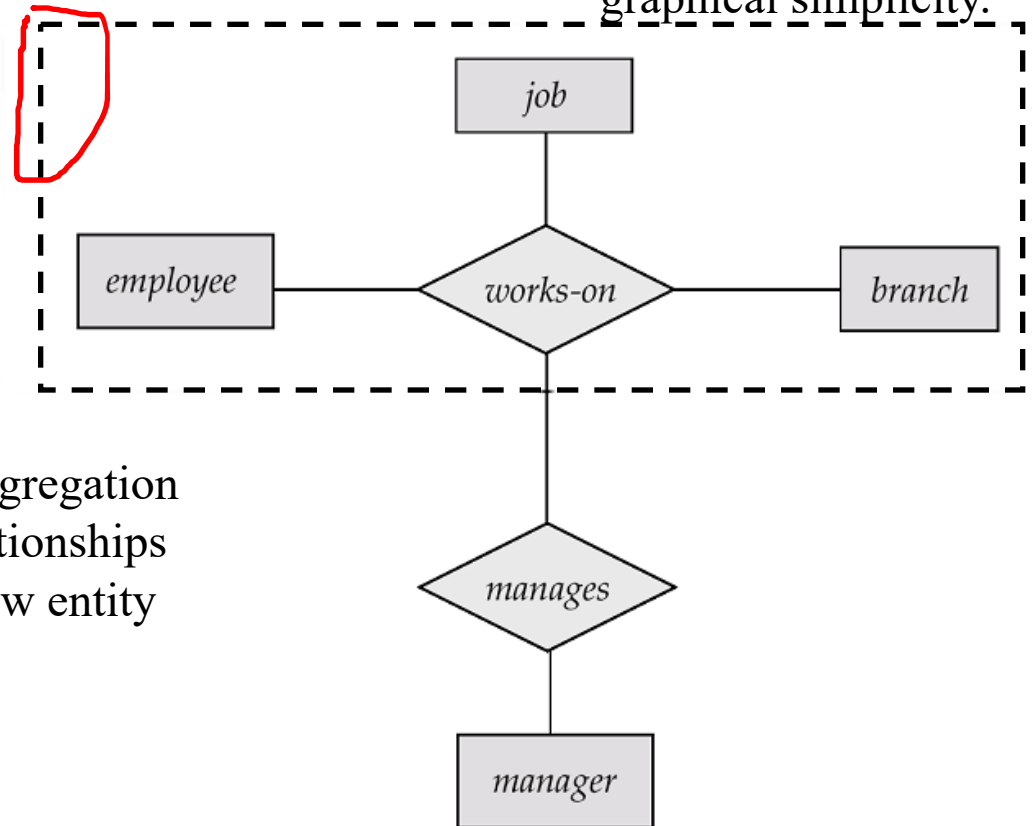 graphical simplicity.
job
employee
works-on
branch
gregation
tionships
w entity
manages
manager